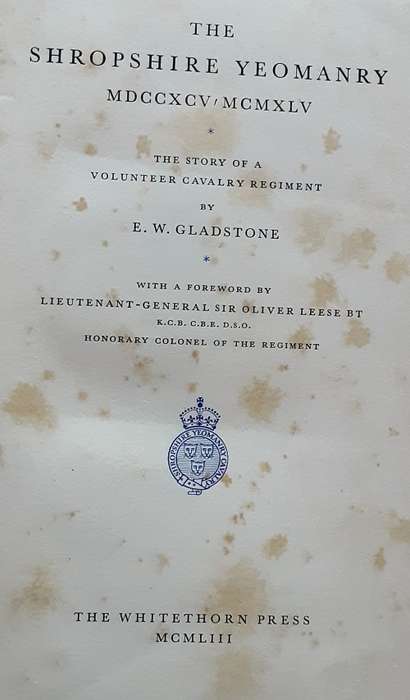 THE
SHROPSHIRE YEOMANRY
MDCCXCV/MCMXLV
*
THE STORY OF A
VOLUNTEER CAVALRY REGIMENT
BY
E. W. GLADSTONE
*
WITH A FOREWORD BY
LIEUTENANT-GENERAL SIR OLIVER LEESE BT
K.C.B. C.B.E. D.S.O.
HONORARY COLONEL OF THE REGIMENT
SHROPSHIRE YEOMANRY CAVALRY
THE WHITETHORN PRESS
MCMLIII